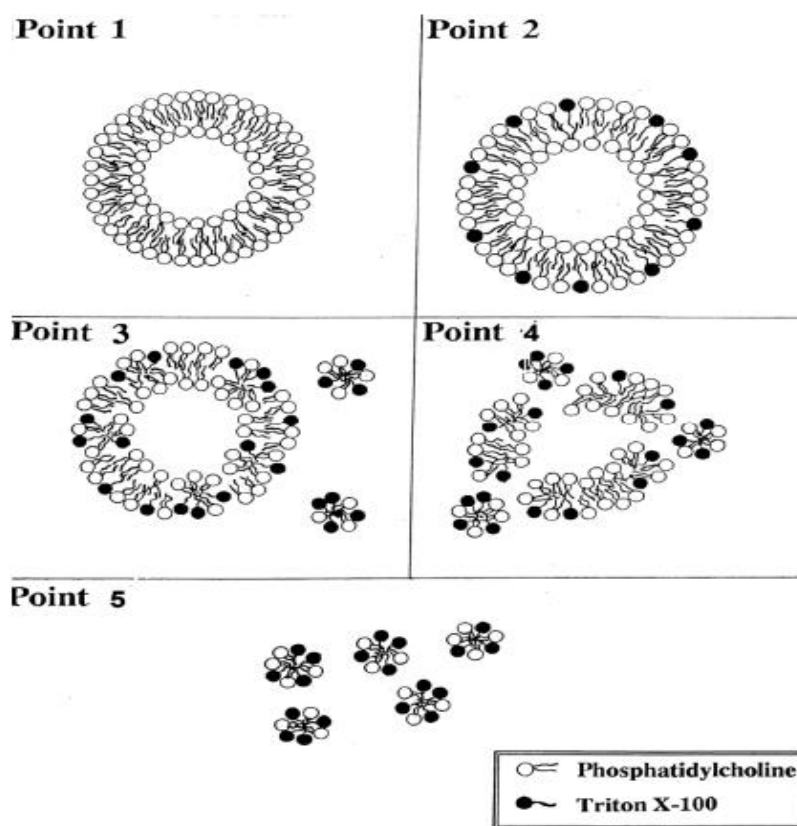 Point 1
Point 2
Point 3
Point 4
Point 5
Phosphatidylcholine
Triton X-100